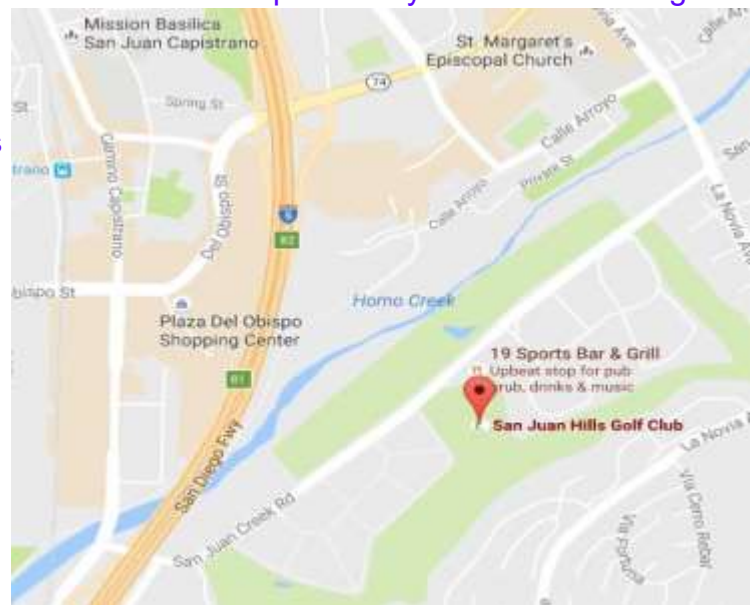 Mission Basilica
San Juan Capistrano
St. Margaret's
Episcopal Church
74
Spring St
Calle Arroyo
Private St
Camino Capistrano
Del Obispo St
Calle Arroyo
La Novia Ave
5
82
Obispo St
Horno Creek
Plaza Del Obispo
Shopping Center
19 Sports Bar & Grill
Upbeat stop for pub
grub, drinks & music
81
San Juan Hills Golf Club
San Diego Fwy
La Novia A
San Juan Creek Rd
Via Cerro Rebal
Via Fortuna